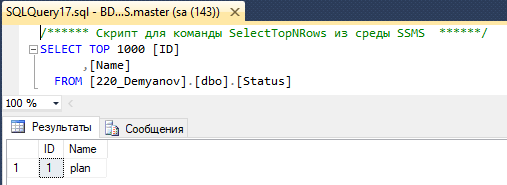 SQLQuery17.sql - BD...S.master (sa (143))
/****** Скрипт для команды SelectTopNRows из среды SSMS ******/
SELECT TOP 1000 [ID]
,[Name]
FROM [220_Demyanov].[dbo].[Status]
100 %
Результаты Сообщения
ID Name
1 1 plan